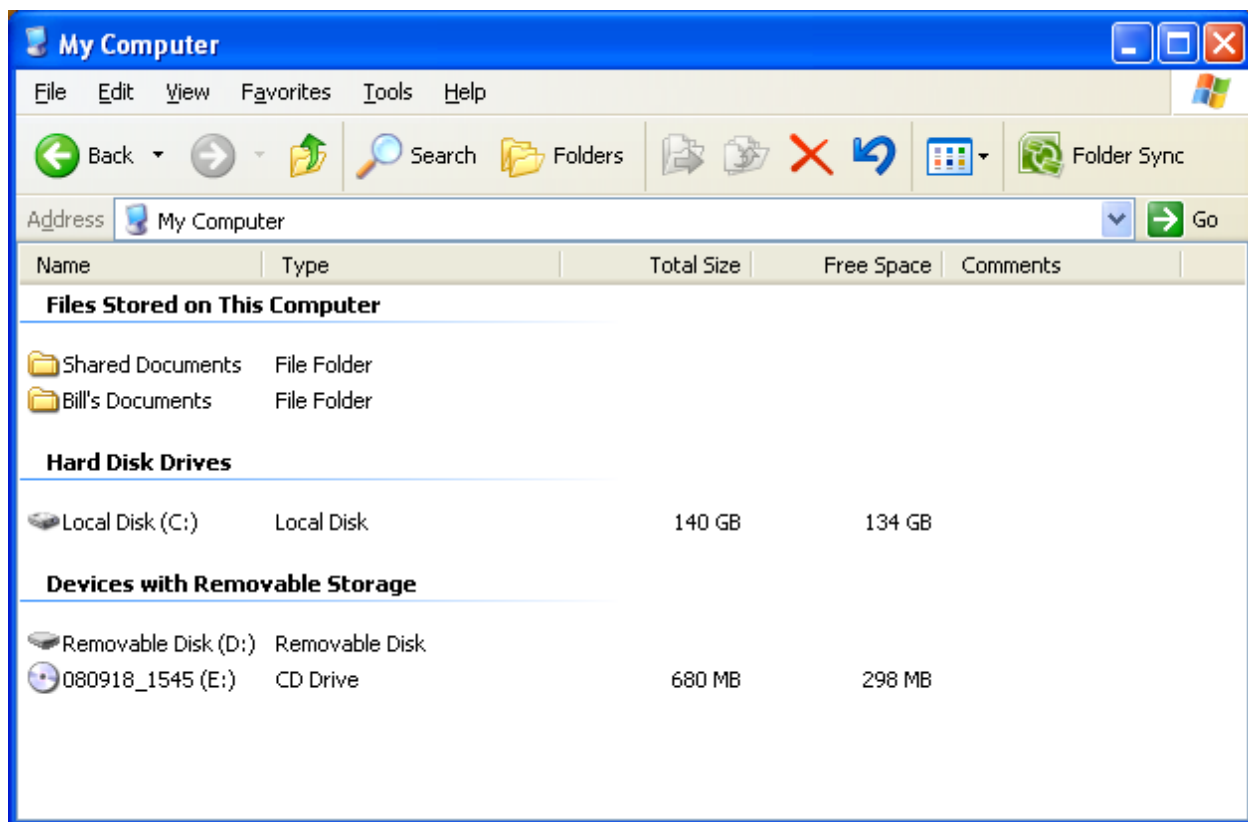 My Computer
File Edit View Favorites Tools Help
Back Search Folders Folder Sync
Address My Computer Go
Name Type Total Size Free Space Comments
Files Stored on This Computer
Shared Documents File Folder
Bill's Documents File Folder
Hard Disk Drives
Local Disk (C:) Local Disk 140 GB 134 GB
Devices with Removable Storage
Removable Disk (D:) Removable Disk
080918_1545 (E:) CD Drive 680 MB 298 MB